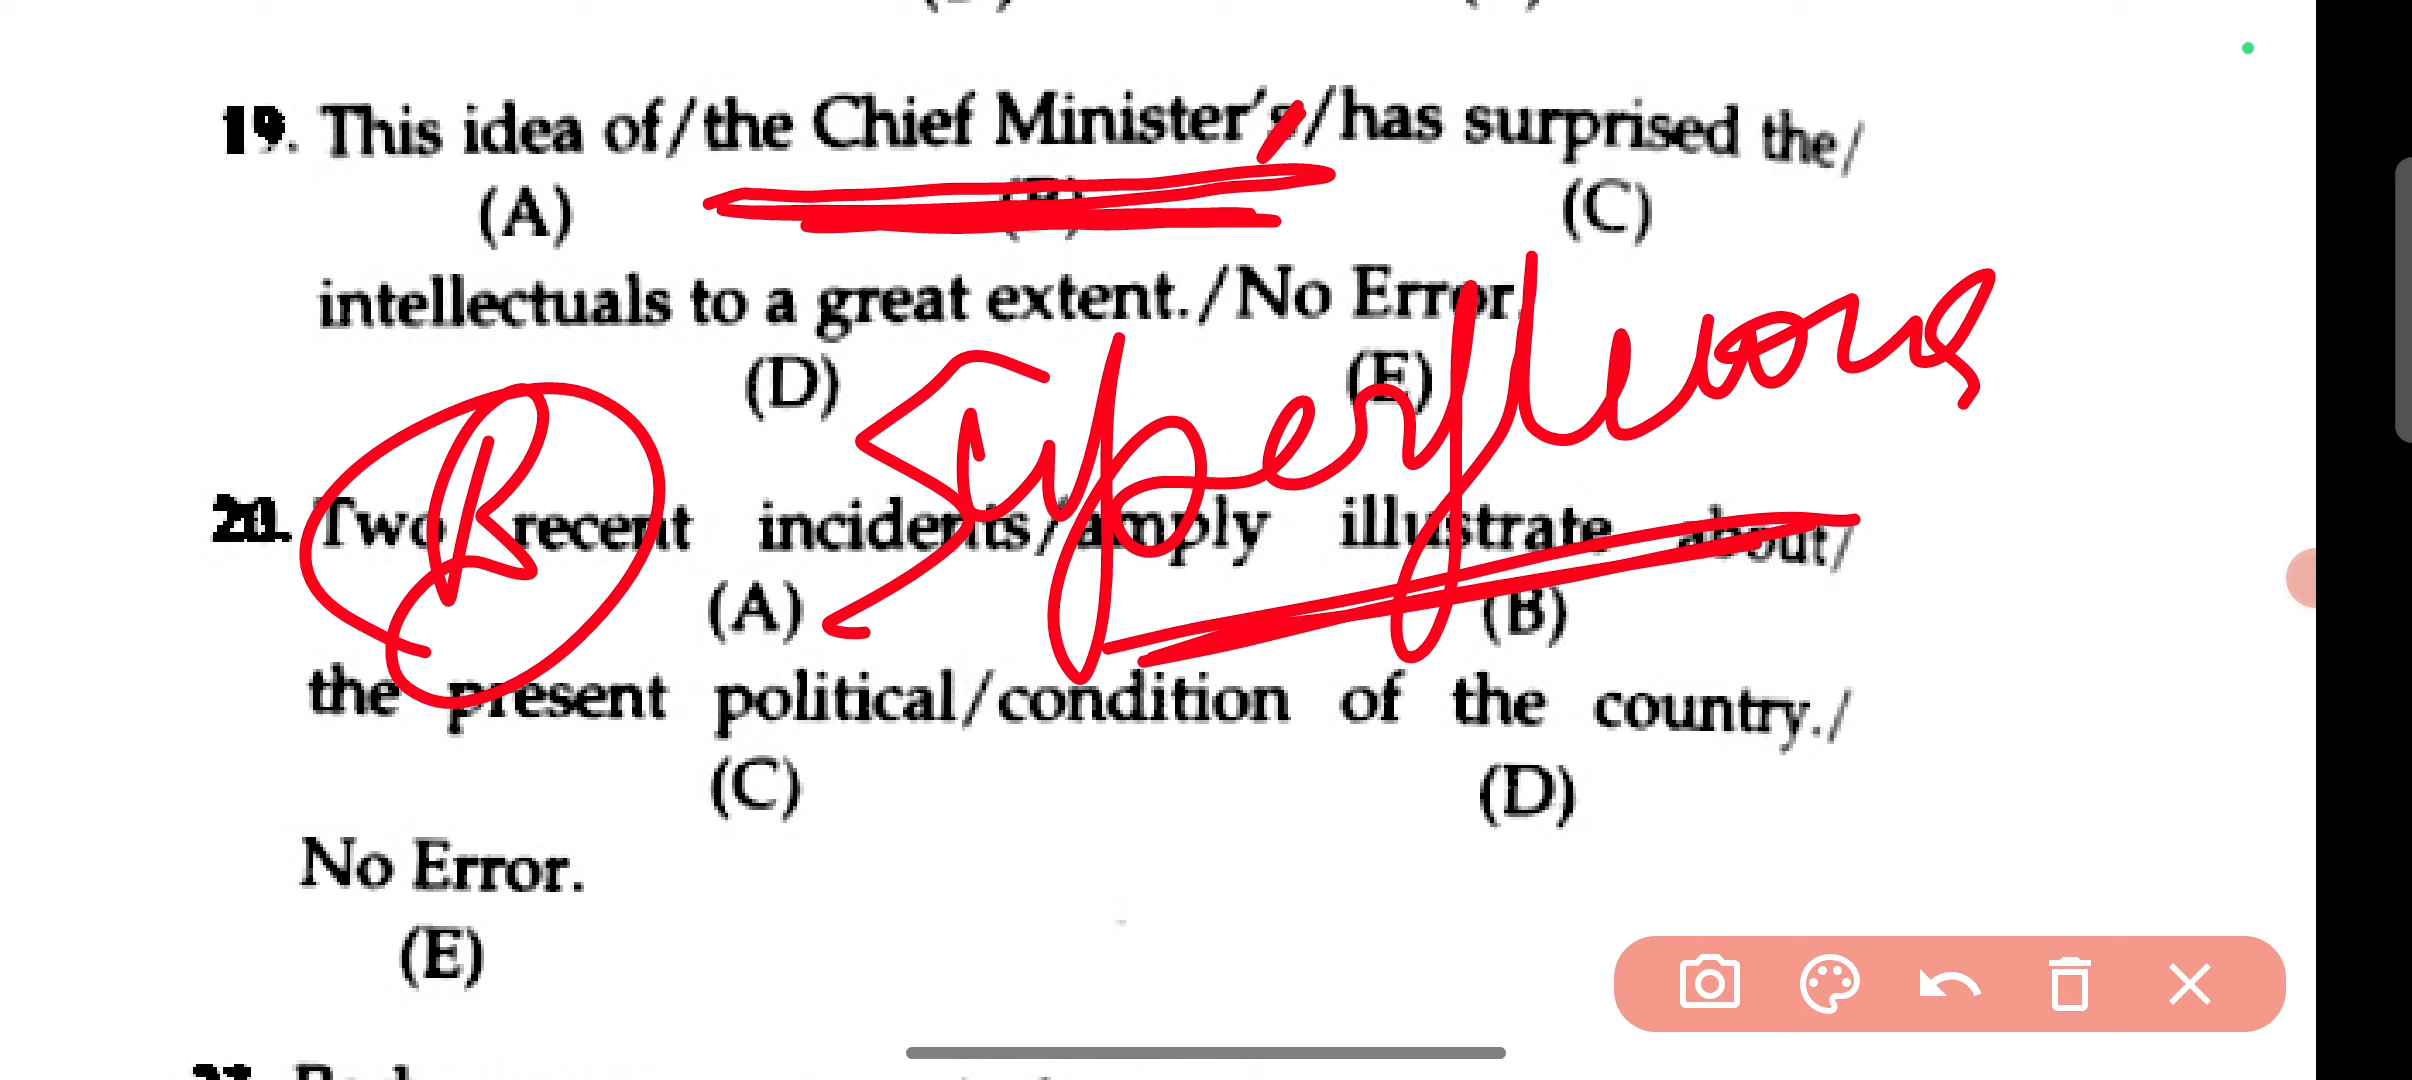 19. This idea of/the Chief Minister's/has surprised the/
(A) (B) (C)
intellectuals to a great extent./No Error.
(D) (E)
Superfluous
R
20. Two recent incidents/amply illustrate about/
(A) (B)
the present political/condition of the country./
(C) (D)
No Error.
(E)